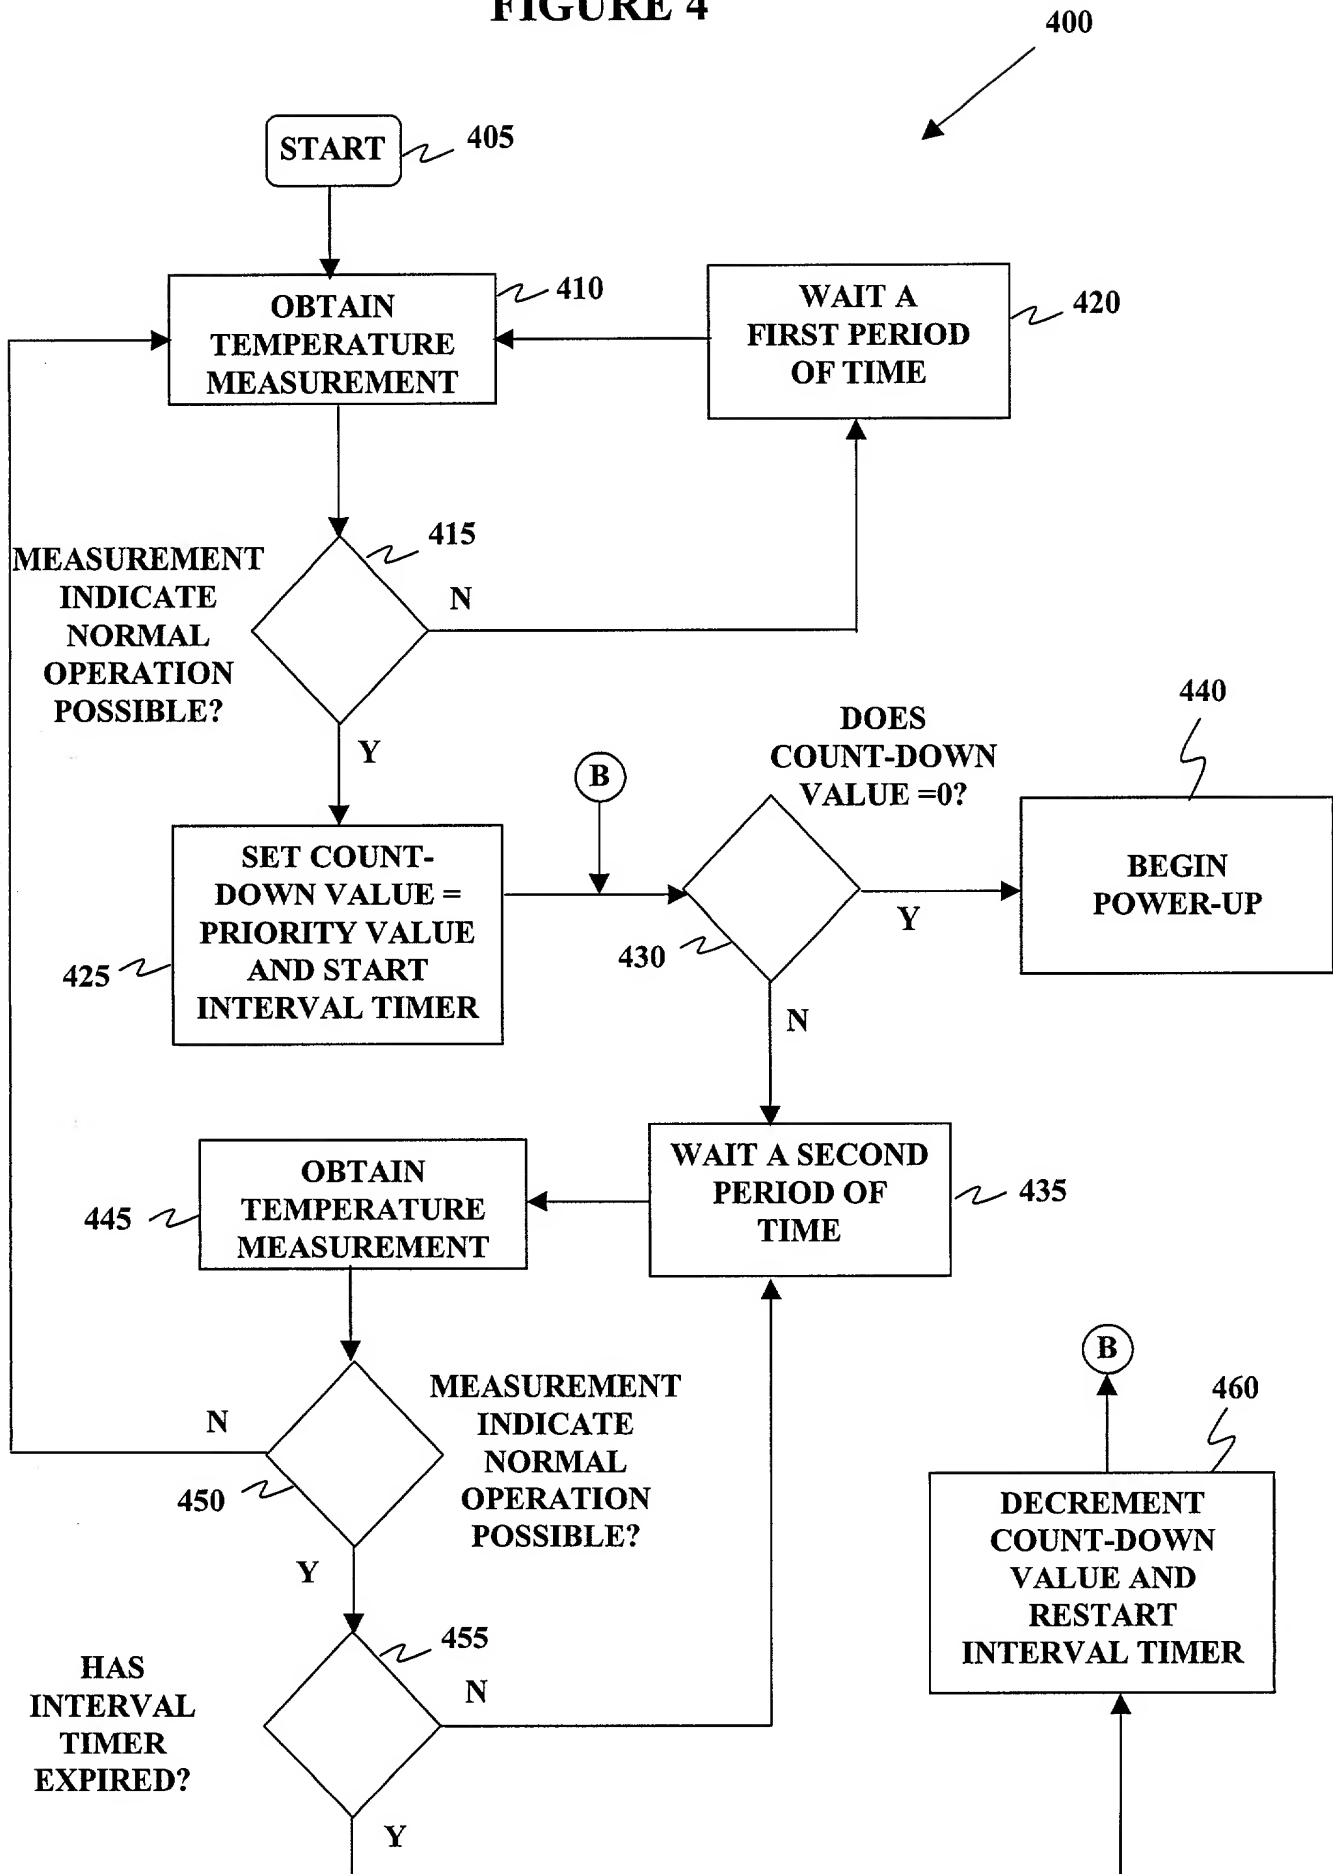 FIGURE 4
400
START
405
OBTAIN
TEMPERATURE
MEASUREMENT
410
WAIT A
FIRST PERIOD
OF TIME
420
415
MEASUREMENT
INDICATE
NORMAL
OPERATION
POSSIBLE?
N
Y
SET COUNT-
DOWN VALUE =
PRIORITY VALUE
AND START
INTERVAL TIMER
425
B
DOES
COUNT-DOWN
VALUE =0?
430
Y
440
BEGIN
POWER-UP
N
WAIT A SECOND
PERIOD OF
TIME
435
OBTAIN
TEMPERATURE
MEASUREMENT
445
MEASUREMENT
INDICATE
NORMAL
OPERATION
POSSIBLE?
N
450
Y
455
HAS
INTERVAL
TIMER
EXPIRED?
N
Y
B
460
DECREMENT
COUNT-DOWN
VALUE AND
RESTART
INTERVAL TIMER